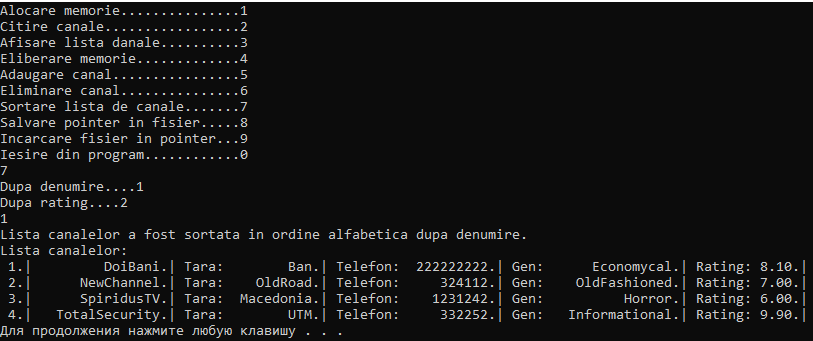 Alocare memorie...............1
Citire canale.................2
Afisare lista danale..........3
Eliberare memorie.............4
Adaugare canal................5
Eliminare canal...............6
Sortare lista de canale.......7
Salvare pointer in fisier.....8
Incarcare fisier in pointer...9
Iesire din program............0
7
Dupa denumire....1
Dupa rating....2
1
Lista canalelor a fost sortata in ordine alfabetica dupa denumire.
Lista canalelor:
 1.|         DoiBani.| Tara:        Ban.| Telefon:  222222222.| Gen:      Economycal.| Rating: 8.10.|
 2.|      NewChannel.| Tara:    OldRoad.| Telefon:     324112.| Gen:    OldFashioned.| Rating: 7.00.|
 3.|      SpiridusTV.| Tara:  Macedonia.| Telefon:    1231242.| Gen:          Horror.| Rating: 6.00.|
 4.|   TotalSecurity.| Tara:        UTM.| Telefon:     332252.| Gen:   Informational.| Rating: 9.90.|
Для продолжения нажмите любую клавишу . . .